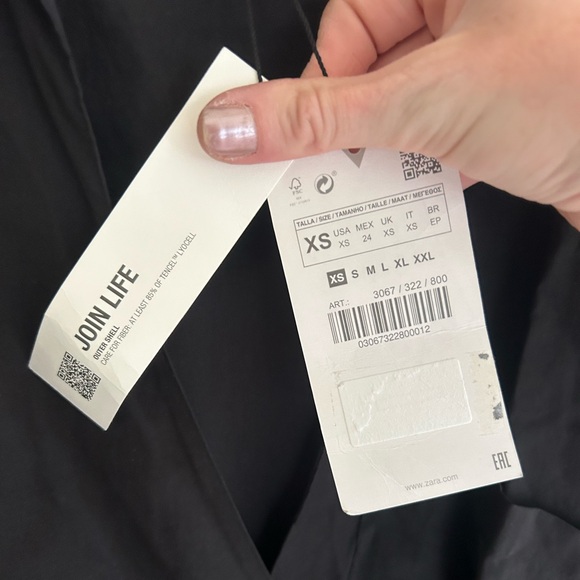 JOIN LIFE
OUTER SHELL
CARE FOR FIBER: AT LEAST 85% OF TENCEL™ LYOCELL
FSC
TALLA / SIZE / TAMANHO / TAILLE / MAAT / ΜΕΓΕΘΟΣ
XS USA MEX UK IT BR
XS 24 XS XS EP
XS S M L XL XXL
ART.: 3067 / 322 / 800
03067322800012
EAC
www.zara.com